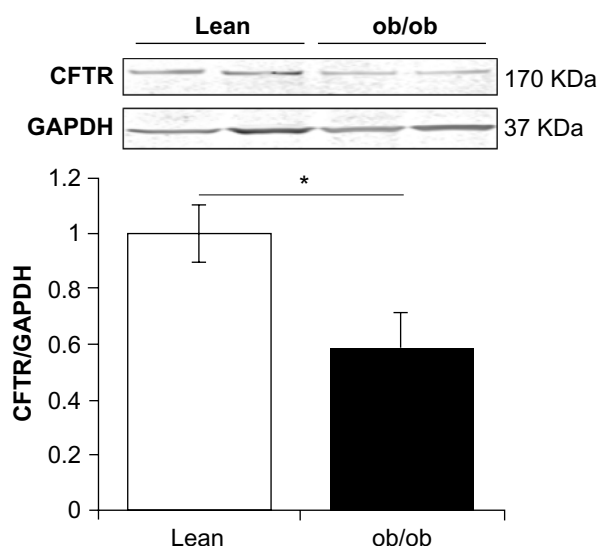 Lean ob/ob
CFTR 170 KDa
GAPDH 37 KDa
*
1.2
1
0.8
0.6
0.4
0.2
0
CFTR/GAPDH
Lean ob/ob